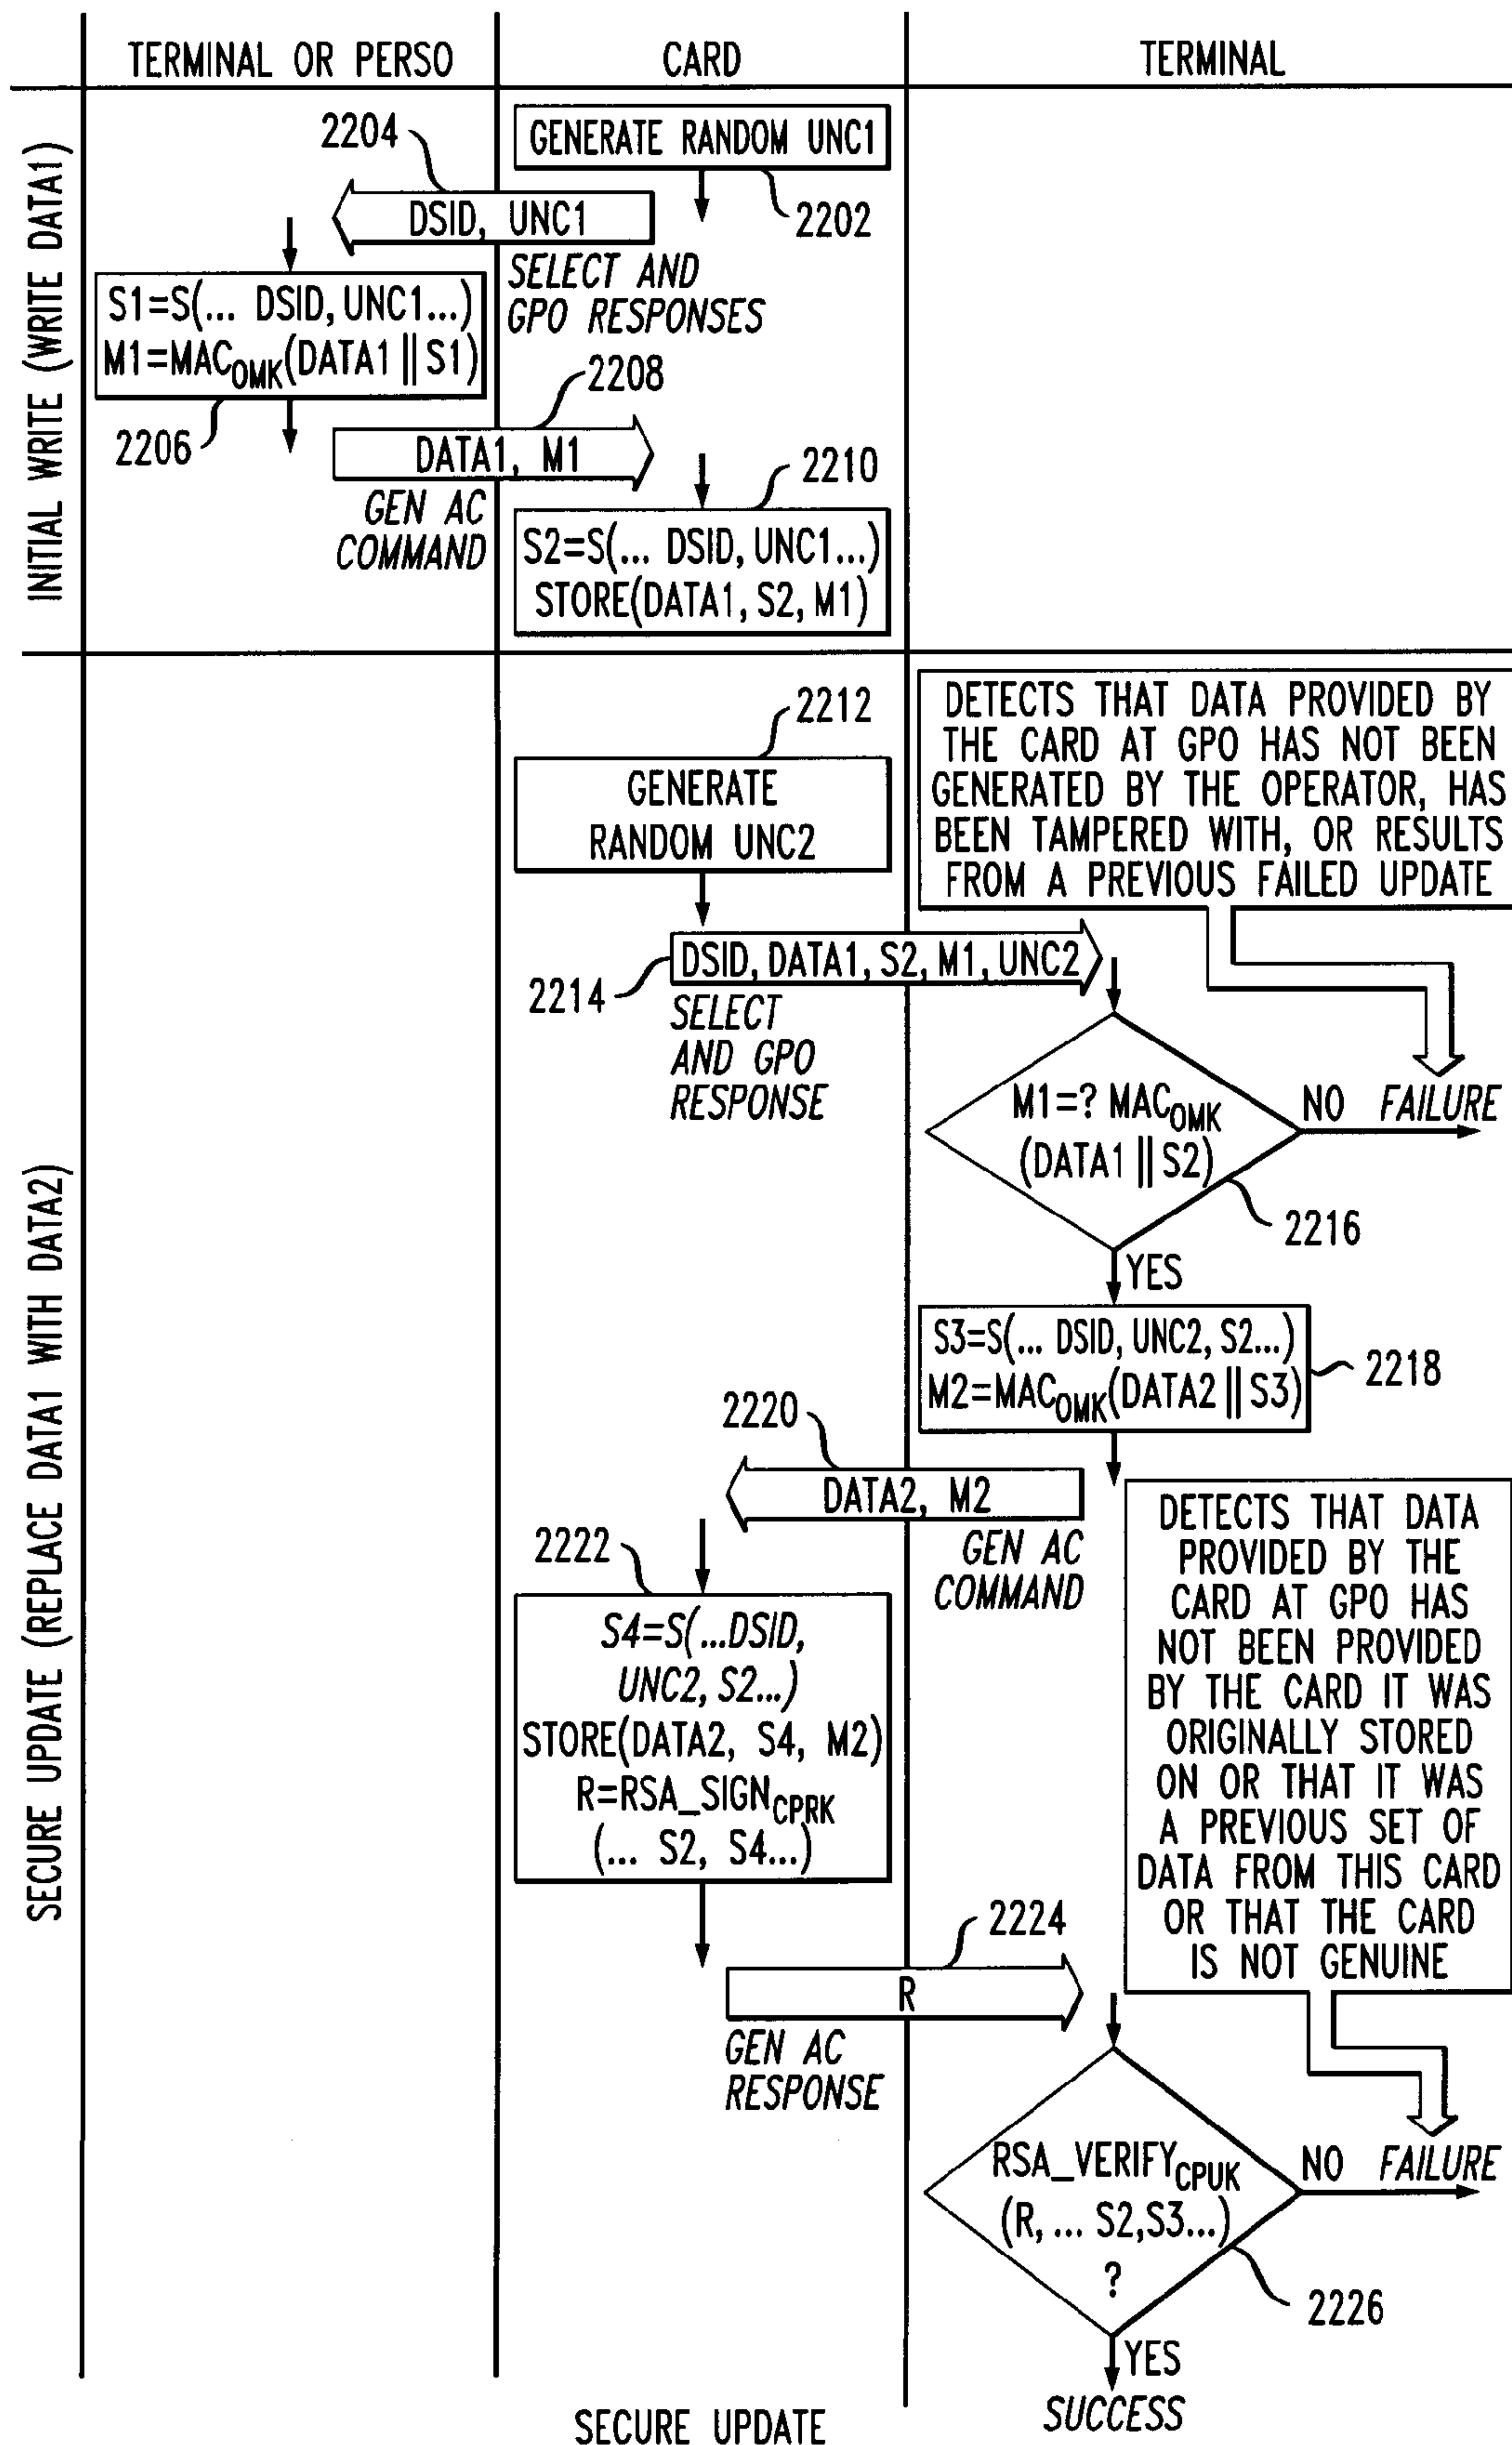 TERMINAL OR PERSO
CARD
TERMINAL
INITIAL WRITE (WRITE DATA1)
GENERATE RANDOM UNC1
2202
2204
DSID, UNC1
SELECT AND
GPO RESPONSES
S1=S(... DSID, UNC1...)
M1=MAC_OMK(DATA1 || S1)
2206
2208
DATA1, M1
GEN AC
COMMAND
2210
S2=S(... DSID, UNC1...)
STORE(DATA1, S2, M1)
SECURE UPDATE (REPLACE DATA1 WITH DATA2)
2212
GENERATE
RANDOM UNC2
DETECTS THAT DATA PROVIDED BY
THE CARD AT GPO HAS NOT BEEN
GENERATED BY THE OPERATOR, HAS
BEEN TAMPERED WITH, OR RESULTS
FROM A PREVIOUS FAILED UPDATE
DSID, DATA1, S2, M1, UNC2
2214
SELECT
AND GPO
RESPONSE
M1=? MAC_OMK
(DATA1 || S2)
NO FAILURE
2216
YES
S3=S(... DSID, UNC2, S2...)
M2=MAC_OMK(DATA2 || S3)
2218
2220
DATA2, M2
GEN AC
COMMAND
2222
S4=S(...DSID,
UNC2, S2...)
STORE(DATA2, S4, M2)
R=RSA_SIGN_CPRK
(... S2, S4...)
DETECTS THAT DATA
PROVIDED BY THE
CARD AT GPO HAS
NOT BEEN PROVIDED
BY THE CARD IT WAS
ORIGINALLY STORED
ON OR THAT IT WAS
A PREVIOUS SET OF
DATA FROM THIS CARD
OR THAT THE CARD
IS NOT GENUINE
2224
R
GEN AC
RESPONSE
RSA_VERIFY_CPUK
(R, ... S2,S3...)
?
NO FAILURE
2226
YES
SUCCESS
SECURE UPDATE